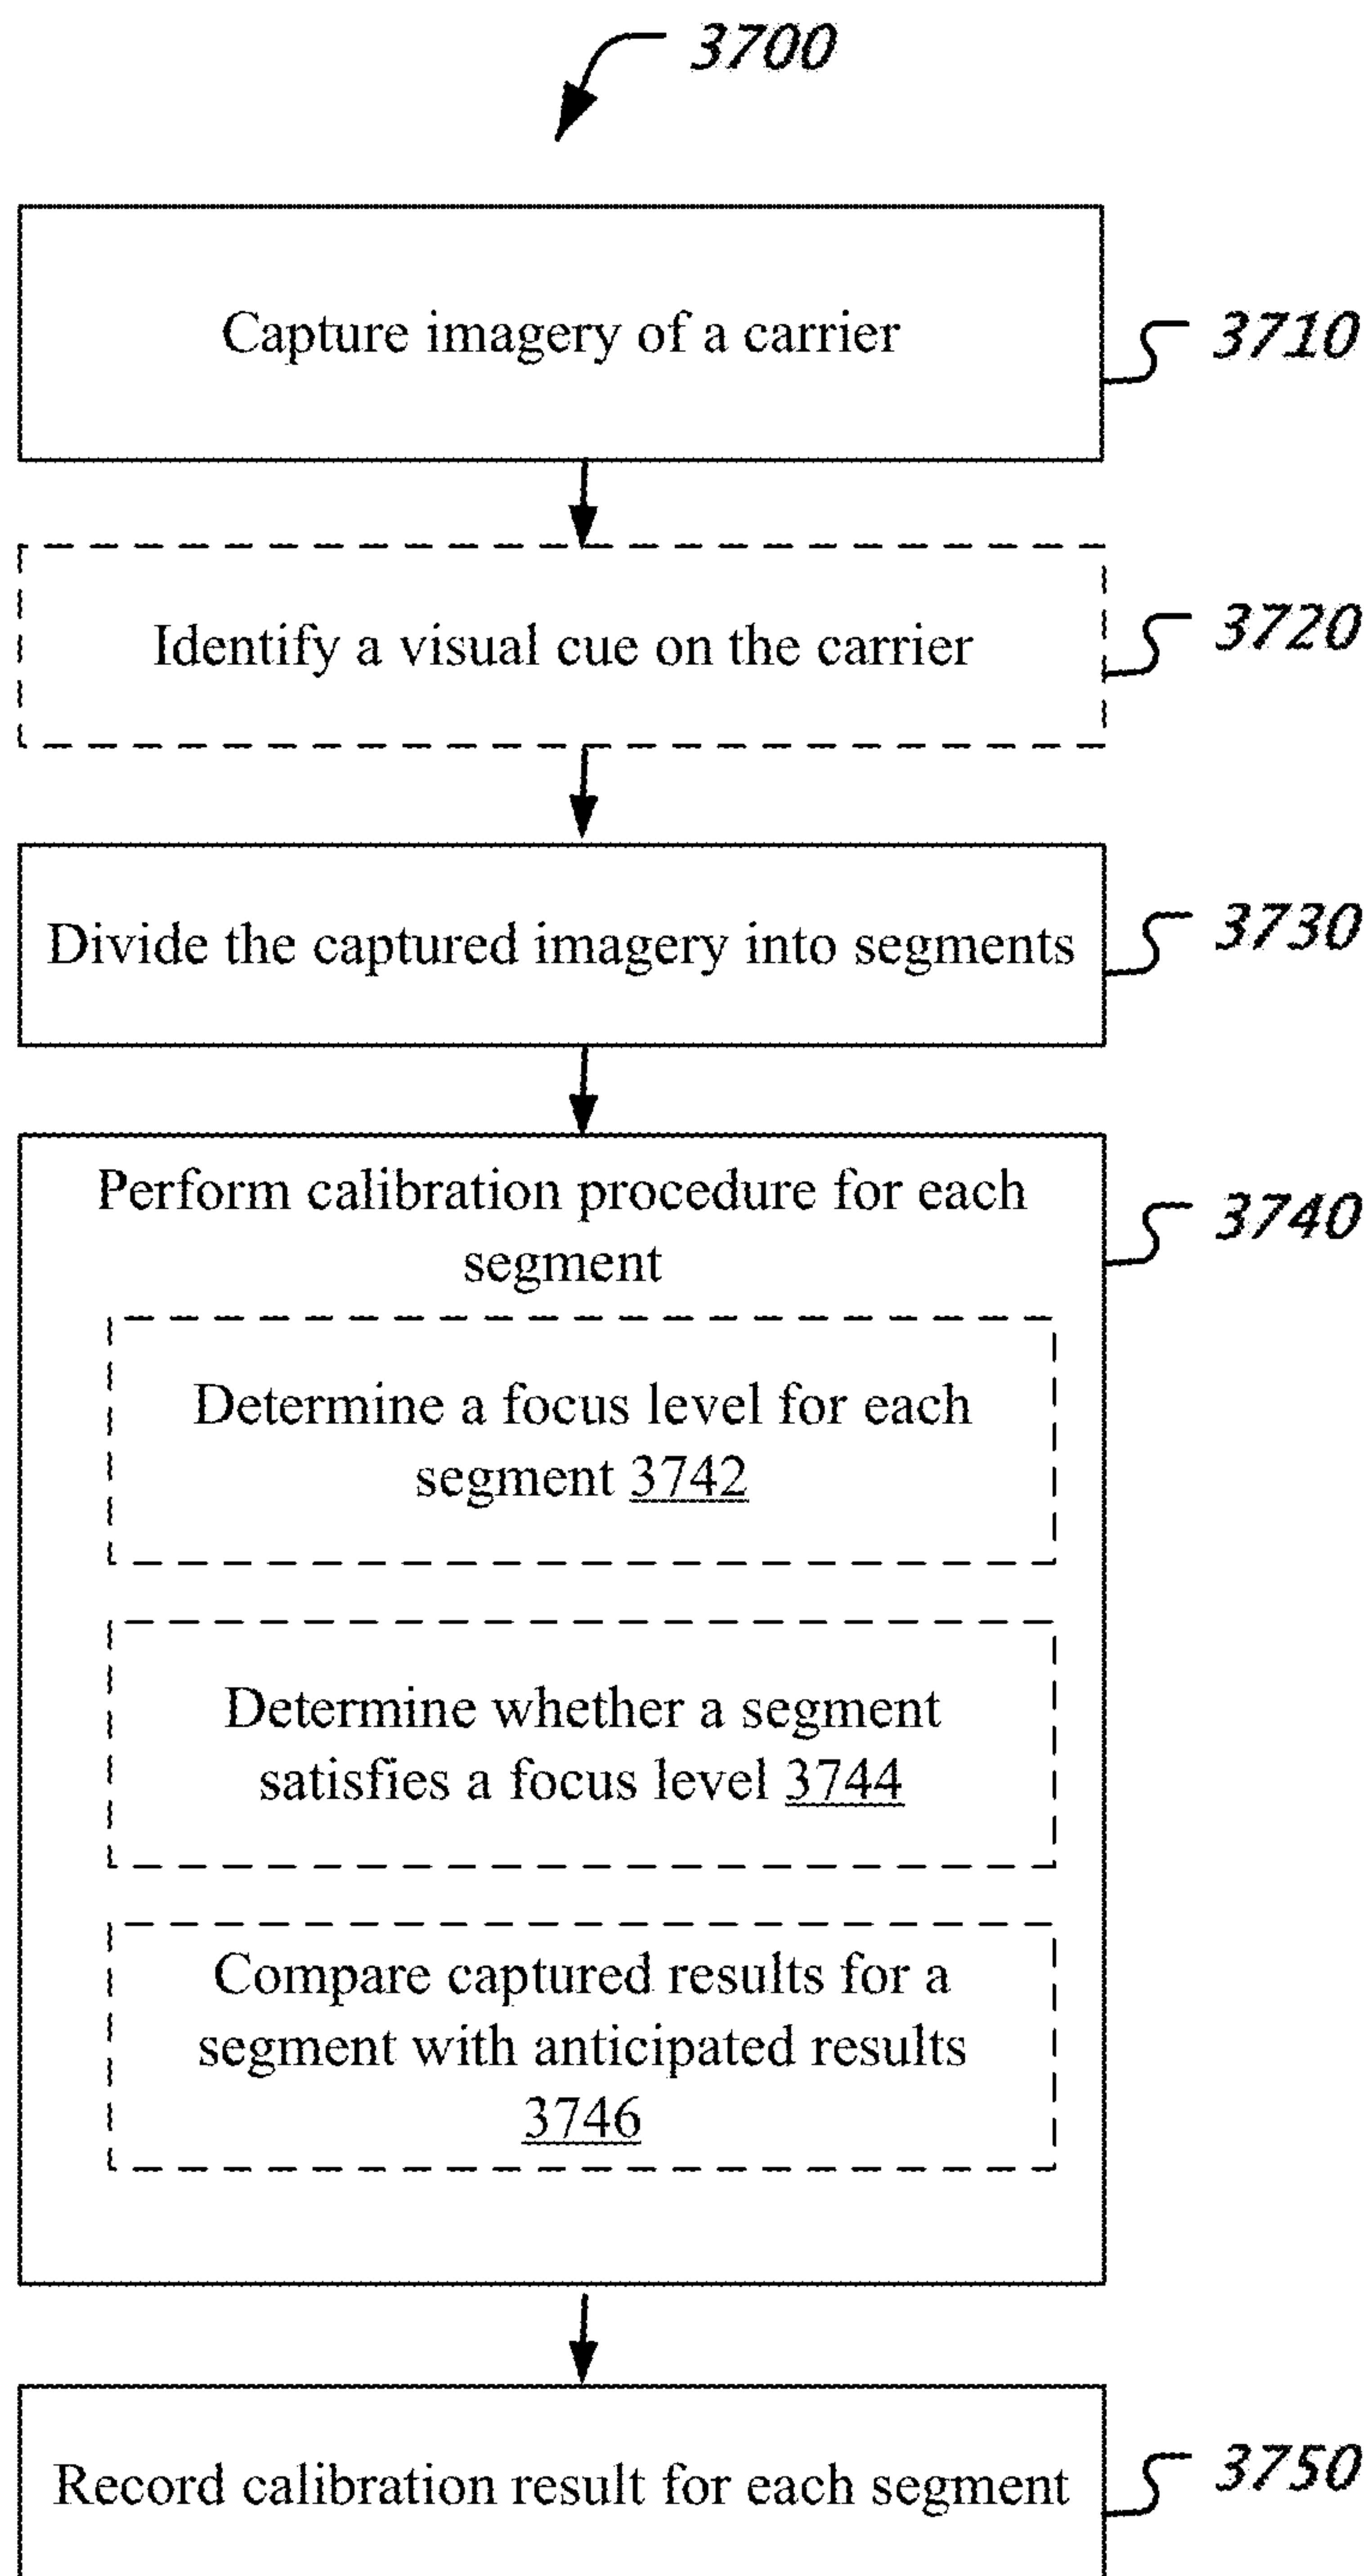 3700
Capture imagery of a carrier
3710
Identify a visual cue on the carrier
3720
Divide the captured imagery into segments
3730
Perform calibration procedure for each
segment
3740
Determine a focus level for each
segment 3742
Determine whether a segment
satisfies a focus level 3744
Compare captured results for a
segment with anticipated results
3746
Record calibration result for each segment
3750